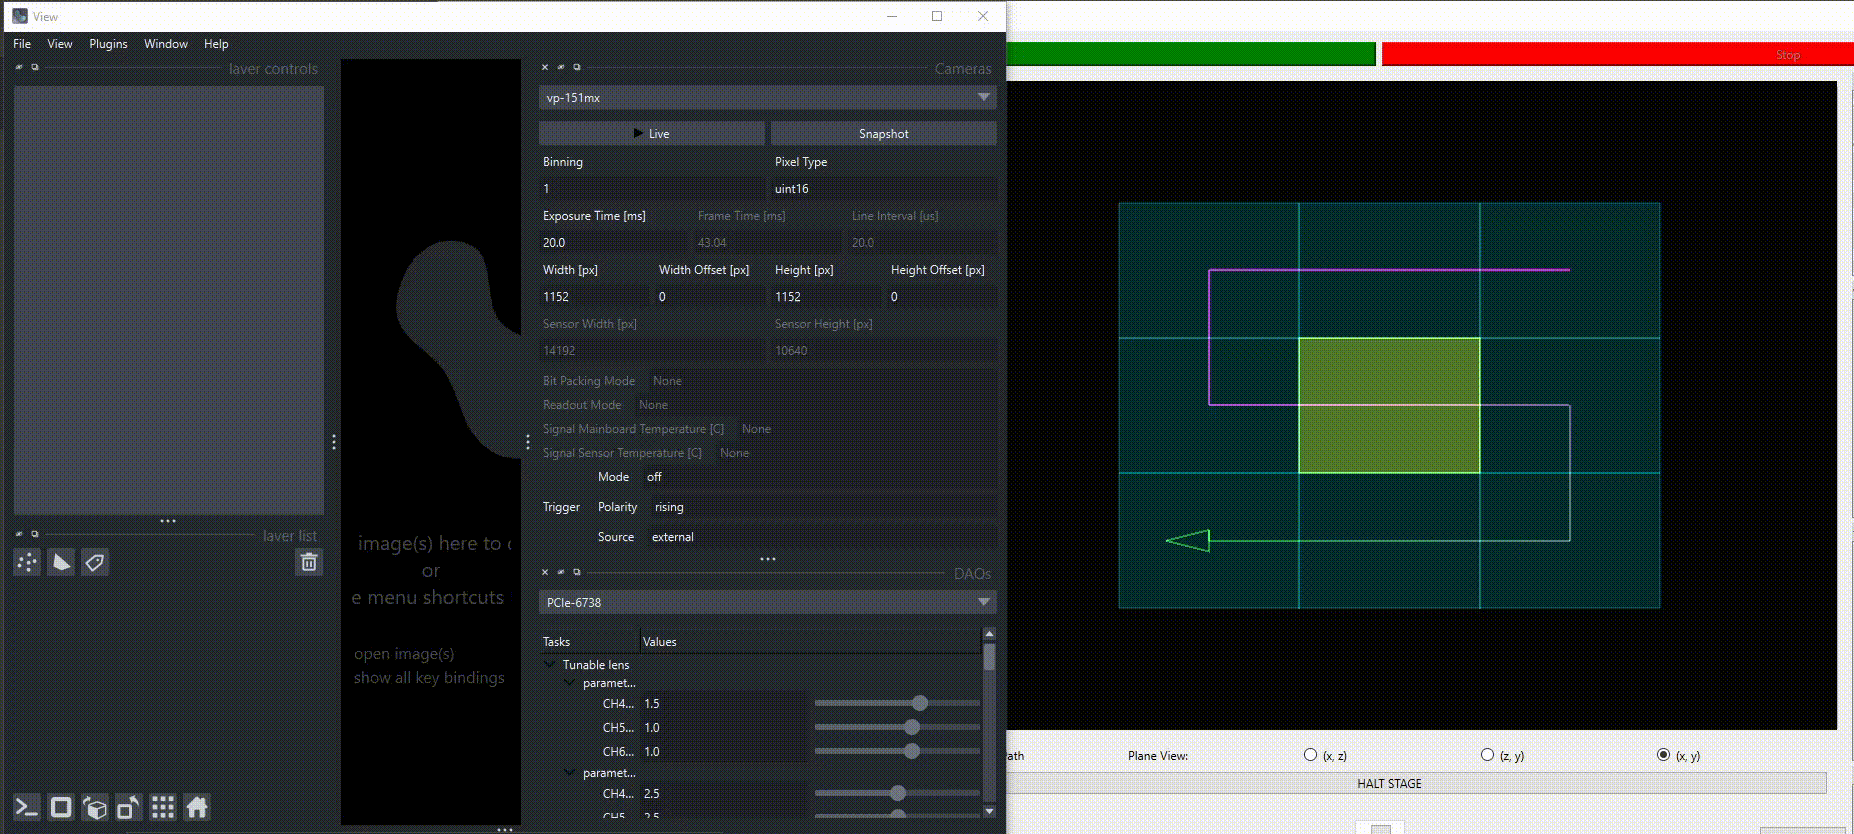 View
File View Plugins Window Help
layer controls
layer list
image(s) here to
or
e menu shortcuts
open image(s)
show all key bindings
Cameras
vp-151mx
Live Snapshot
Binning Pixel Type
1 uint16
Exposure Time [ms] Frame Time [ms] Line Interval [us]
20.0 43.04 20.0
Width [px] Width Offset [px] Height [px] Height Offset [px]
1152 0 1152 0
Sensor Width [px] Sensor Height [px]
14192 10640
Bit Packing Mode None
Readout Mode None
Signal Mainboard Temperature [C] None
Signal Sensor Temperature [C] None
Mode off
Trigger Polarity rising
Source external
DAQs
PCIe-6738
Tasks Values
Tunable lens
paramet...
CH4... 1.5
CH5... 1.0
CH6... 1.0
paramet...
CH4... 2.5
CH5 2.5
Stop
ath Plane View: (x, z) (z, y) (x, y)
HALT STAGE